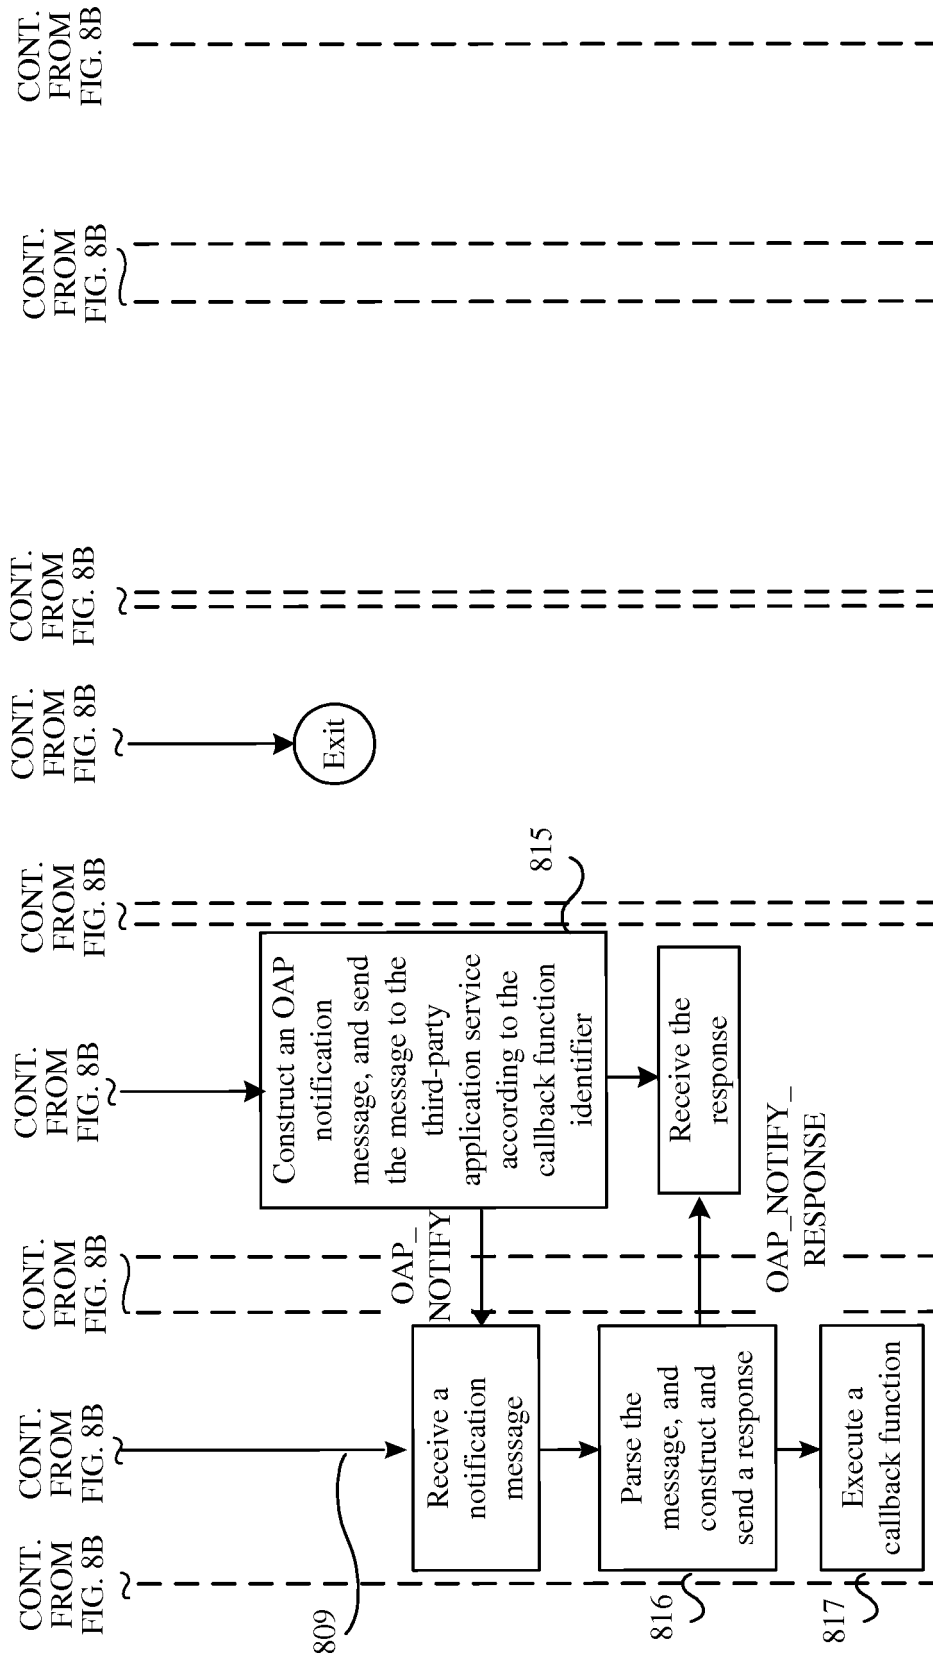 CONT.
FROM
FIG. 8B
CONT.
FROM
FIG. 8B
CONT.
FROM
FIG. 8B
CONT.
FROM
FIG. 8B
CONT.
FROM
FIG. 8B
CONT.
FROM
FIG. 8B
CONT.
FROM
FIG. 8B
CONT.
FROM
FIG. 8B
CONT.
FROM
FIG. 8B
809
Construct an OAP
notification
message, and send
the message to the
third-party
application service
according to the
callback function
identifier
815
Exit
OAP_
NOTIFY
Receive a
notification
message
816
Parse the
message, and
construct and
send a response
Receive the
response
OAP_NOTIFY_
RESPONSE
817
Execute a
callback function